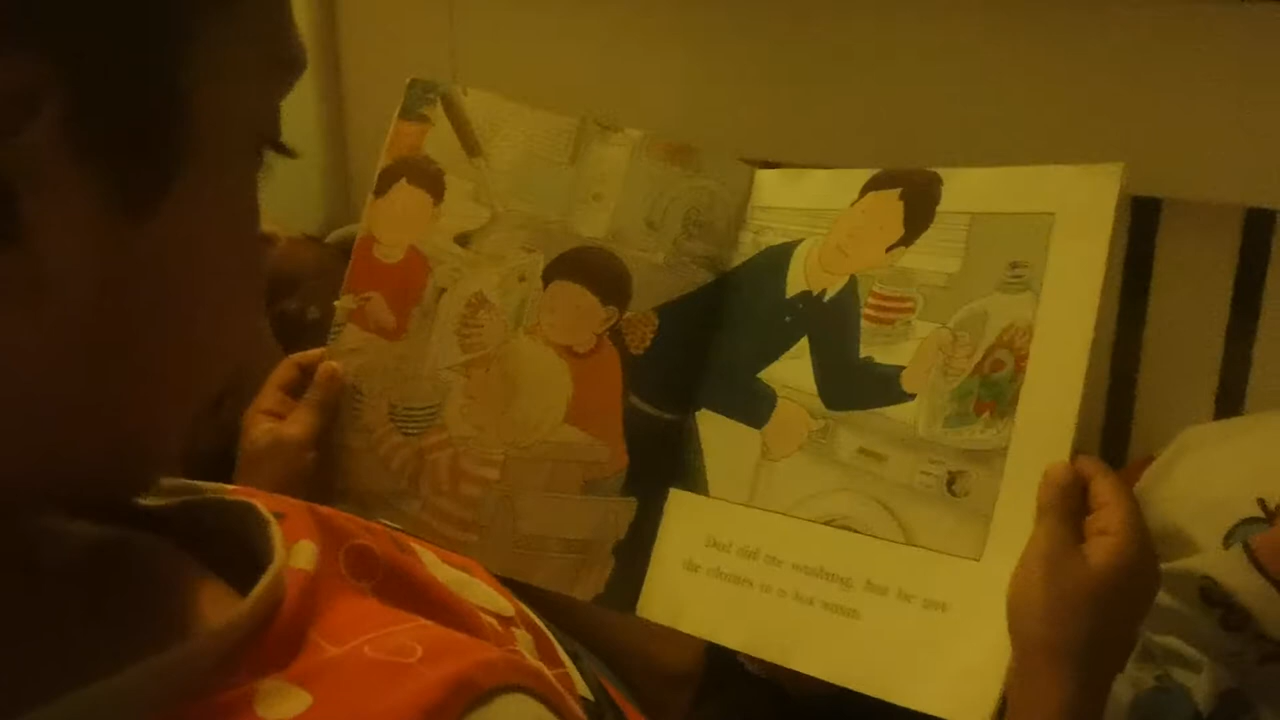 Dad did the washing, but he put
the clothes in a hot wash.